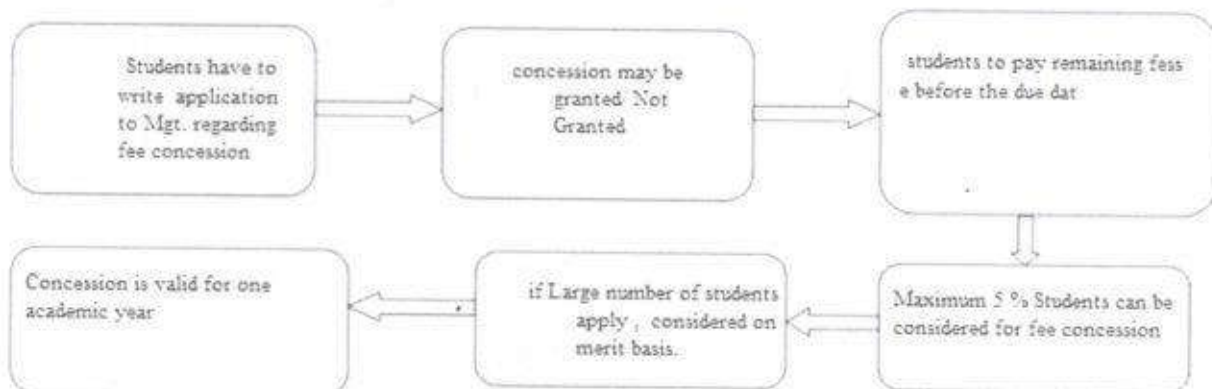 Students have to
write application
to Mgt. regarding
fee concession
concession may be
granted Not
Granted
students to pay remaining fess
e before the due dat
Maximum 5 % Students can be
considered for fee concession
if Large number of students
apply , considered on
merit basis.
Concession is valid for one
academic year